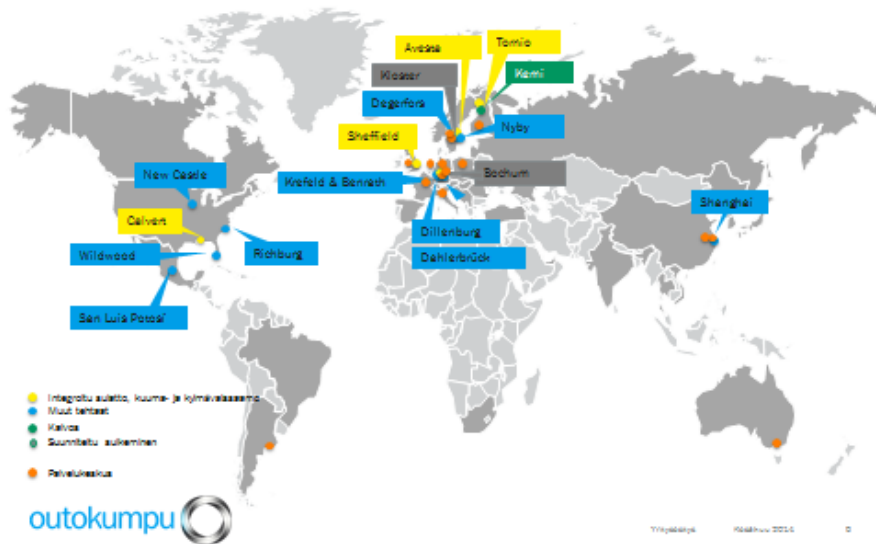 Avesta
Tornio
Kloster
Kemi
Degerfors
Nyby
Sheffield
New Castle
Krefeld & Benrath
Bochum
Shanghai
Calvert
Dillenburg
Wildwood
Richburg
Dahlerbrück
San Luis Potosí
Integroitu sulatto, kuuma- ja kylmävalssaamo
Muut tehtaat
Kaivos
Suunniteltu sulkeminen
Palvelukeskus
outokumpu